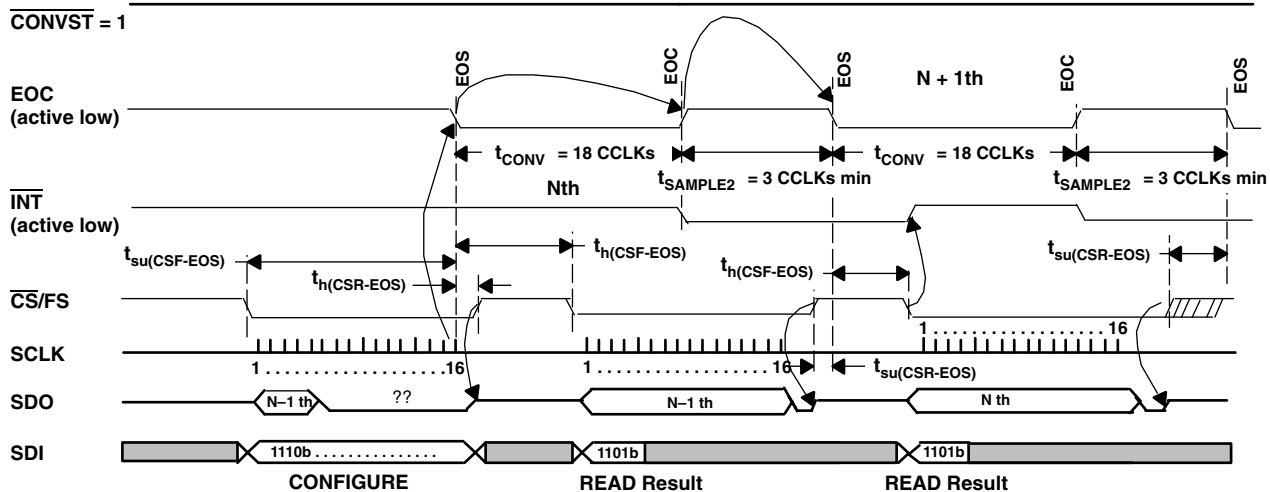 CONVST = 1
EOS
EOC
EOS
N + 1th
EOC
EOS
EOC
(active low)
tCONV = 18 CCLKs
tCONV = 18 CCLKs
tSAMPLE2 = 3 CCLKs min
tSAMPLE2 = 3 CCLKs min
Nth
INT
(active low)
tsu(CSF-EOS)
th(CSF-EOS)
tsu(CSR-EOS)
th(CSR-EOS)
th(CSF-EOS)
CS/FS
1 . . . . . . . . . . . . . . . . . . 16
SCLK
1 . . . . . . . . . . . . . . . . . . 16
1 . . . . . . . . . . . . . . . . . . 16
tsu(CSR-EOS)
SDO
N–1 th
??
N–1 th
N th
SDI
1110b . . . . . . . . . . . . . . .
1101b
1101b
CONFIGURE
READ Result
READ Result